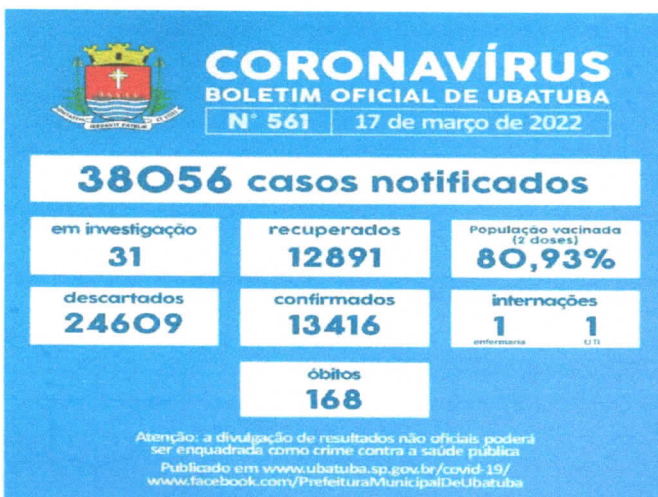 CORONAVÍRUS
BOLETIM OFICIAL DE UBATUBA
N° 561 17 de março de 2022
38056 casos notificados
em investigação
31
recuperados
12891
População vacinada
(2 doses)
80,93%
descartados
24609
confirmados
13416
internações
1 1
enfermaria UTI
óbitos
168
Atenção: a divulgação de resultados não oficiais poderá
ser enquadrada como crime contra a saúde pública
Publicado em www.ubatuba.sp.gov.br/covid-19/
www.facebook.com/PrefeituraMunicipalDeUbatuba